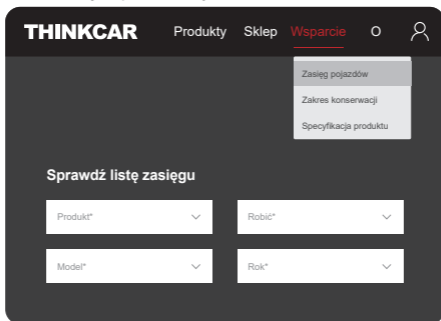 THINKCAR Produkty Sklep Wsparcie O
Zasięg pojazdów
Zakres konserwacji
Specyfikacja produktu
Sprawdź listę zasięgu
Produkt* Robić*
Model* Rok*